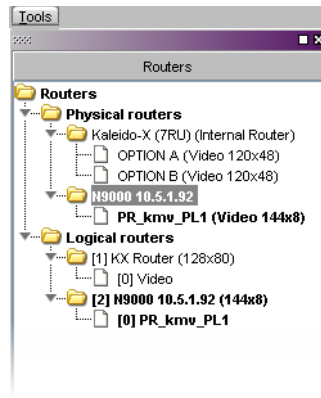 Tools
Routers
Routers
Physical routers
Kaleido-X (7RU) (Internal Router)
OPTION A (Video 120x48)
OPTION B (Video 120x48)
N9000 10.5.1.92
PR_kmv_PL1 (Video 144x8)
Logical routers
[1] KX Router (128x80)
[0] Video
[2] N9000 10.5.1.92 (144x8)
[0] PR_kmv_PL1